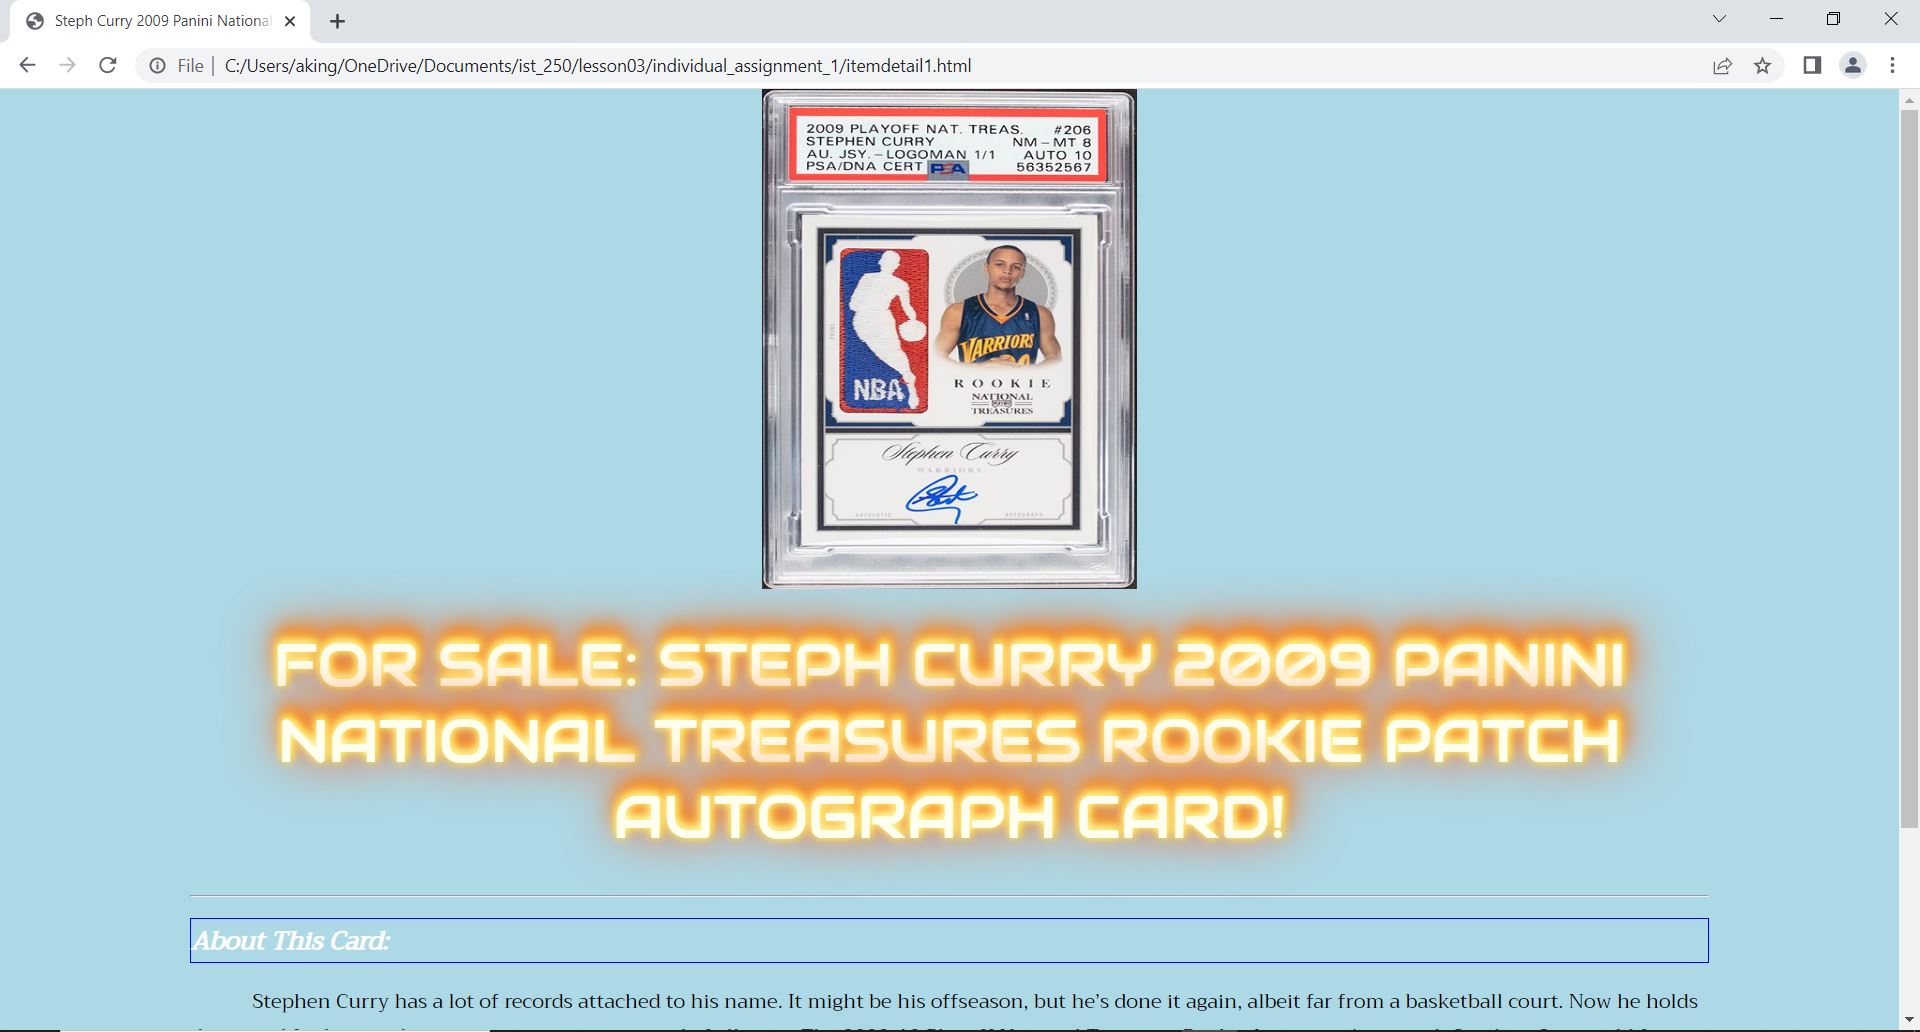 Steph Curry 2009 Panini National
File | C:/Users/aking/OneDrive/Documents/ist_250/lesson03/individual_assignment_1/itemdetail1.html
2009 PLAYOFF NAT. TREAS. #206
STEPHEN CURRY NM-MT 8
AU. JSY.-LOGOMAN 1/1 AUTO 10
PSA/DNA CERT PSA 56352567
NBA
WARRIORS
ROOKIE
NATIONAL
TREASURES
Stephen Curry
WARRIORS
AUTHENTIC AUTOGRAPH
FOR SALE: STEPH CURRY 2009 PANINI
NATIONAL TREASURES ROOKIE PATCH
AUTOGRAPH CARD!
About This Card:
Stephen Curry has a lot of records attached to his name. It might be his offseason, but he’s done it again, albeit far from a basketball court. Now he holds